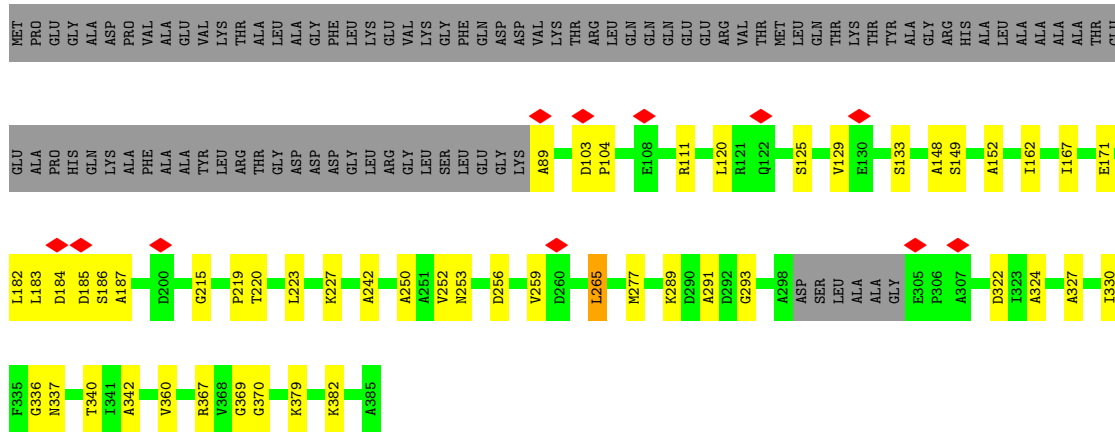 MET PRO GLU GLY ALA ASP PRO VAL ALA GLU VAL LYS THR ALA LEU ALA GLY PHE LEU LYS GLU VAL LYS GLY PHE GLN ASP ASP VAL LYS THR ARG LEU GLN GLN GLN GLU GLU ARG VAL THR MET LEU GLN THR LYS THR TYR ALA GLY ARG HIS ALA LEU ALA ALA ALA ALA THR GLU
GLU ALA PRO HIS GLN LYS ALA PHE ALA ALA TYR LEU ARG THR GLY ASP ASP ASP GLY LEU ARG GLY LEU SER LEU GLU GLY LYS A89 D103 P104 E108 R111 L120 R121 Q122 S125 V129 E130 S133 A148 S149 A152 I162 I167 E171
L182 L183 D184 D185 S186 A187 D200 G215 P219 T220 L223 K227 A242 A250 A251 V252 N253 D256 V259 D260 L265 M277 K289 D290 A291 D292 G293 A298 ASP SER LEU ALA ALA GLY E305 P306 A307 D322 I323 A324 A327 I330
F335 G336 N337 T340 I341 A342 V360 R367 V368 G369 G370 K379 K382 A385